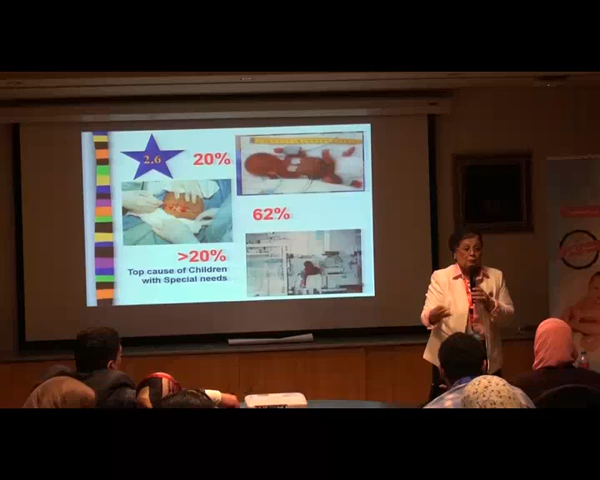 2.6
20%
62%
>20%
Top cause of Children
with Special needs